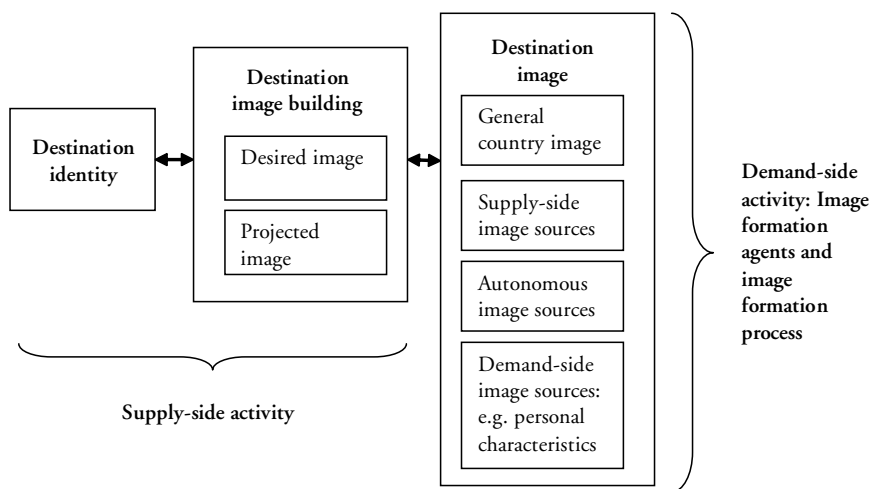 Destination
identity
Destination
image building
Desired image
Projected
image
Supply-side activity
Destination
image
General
country image
Supply-side
image sources
Autonomous
image sources
Demand-side
image sources:
e.g. personal
characteristics
Demand-side
activity: Image
formation
agents and
image
formation
process